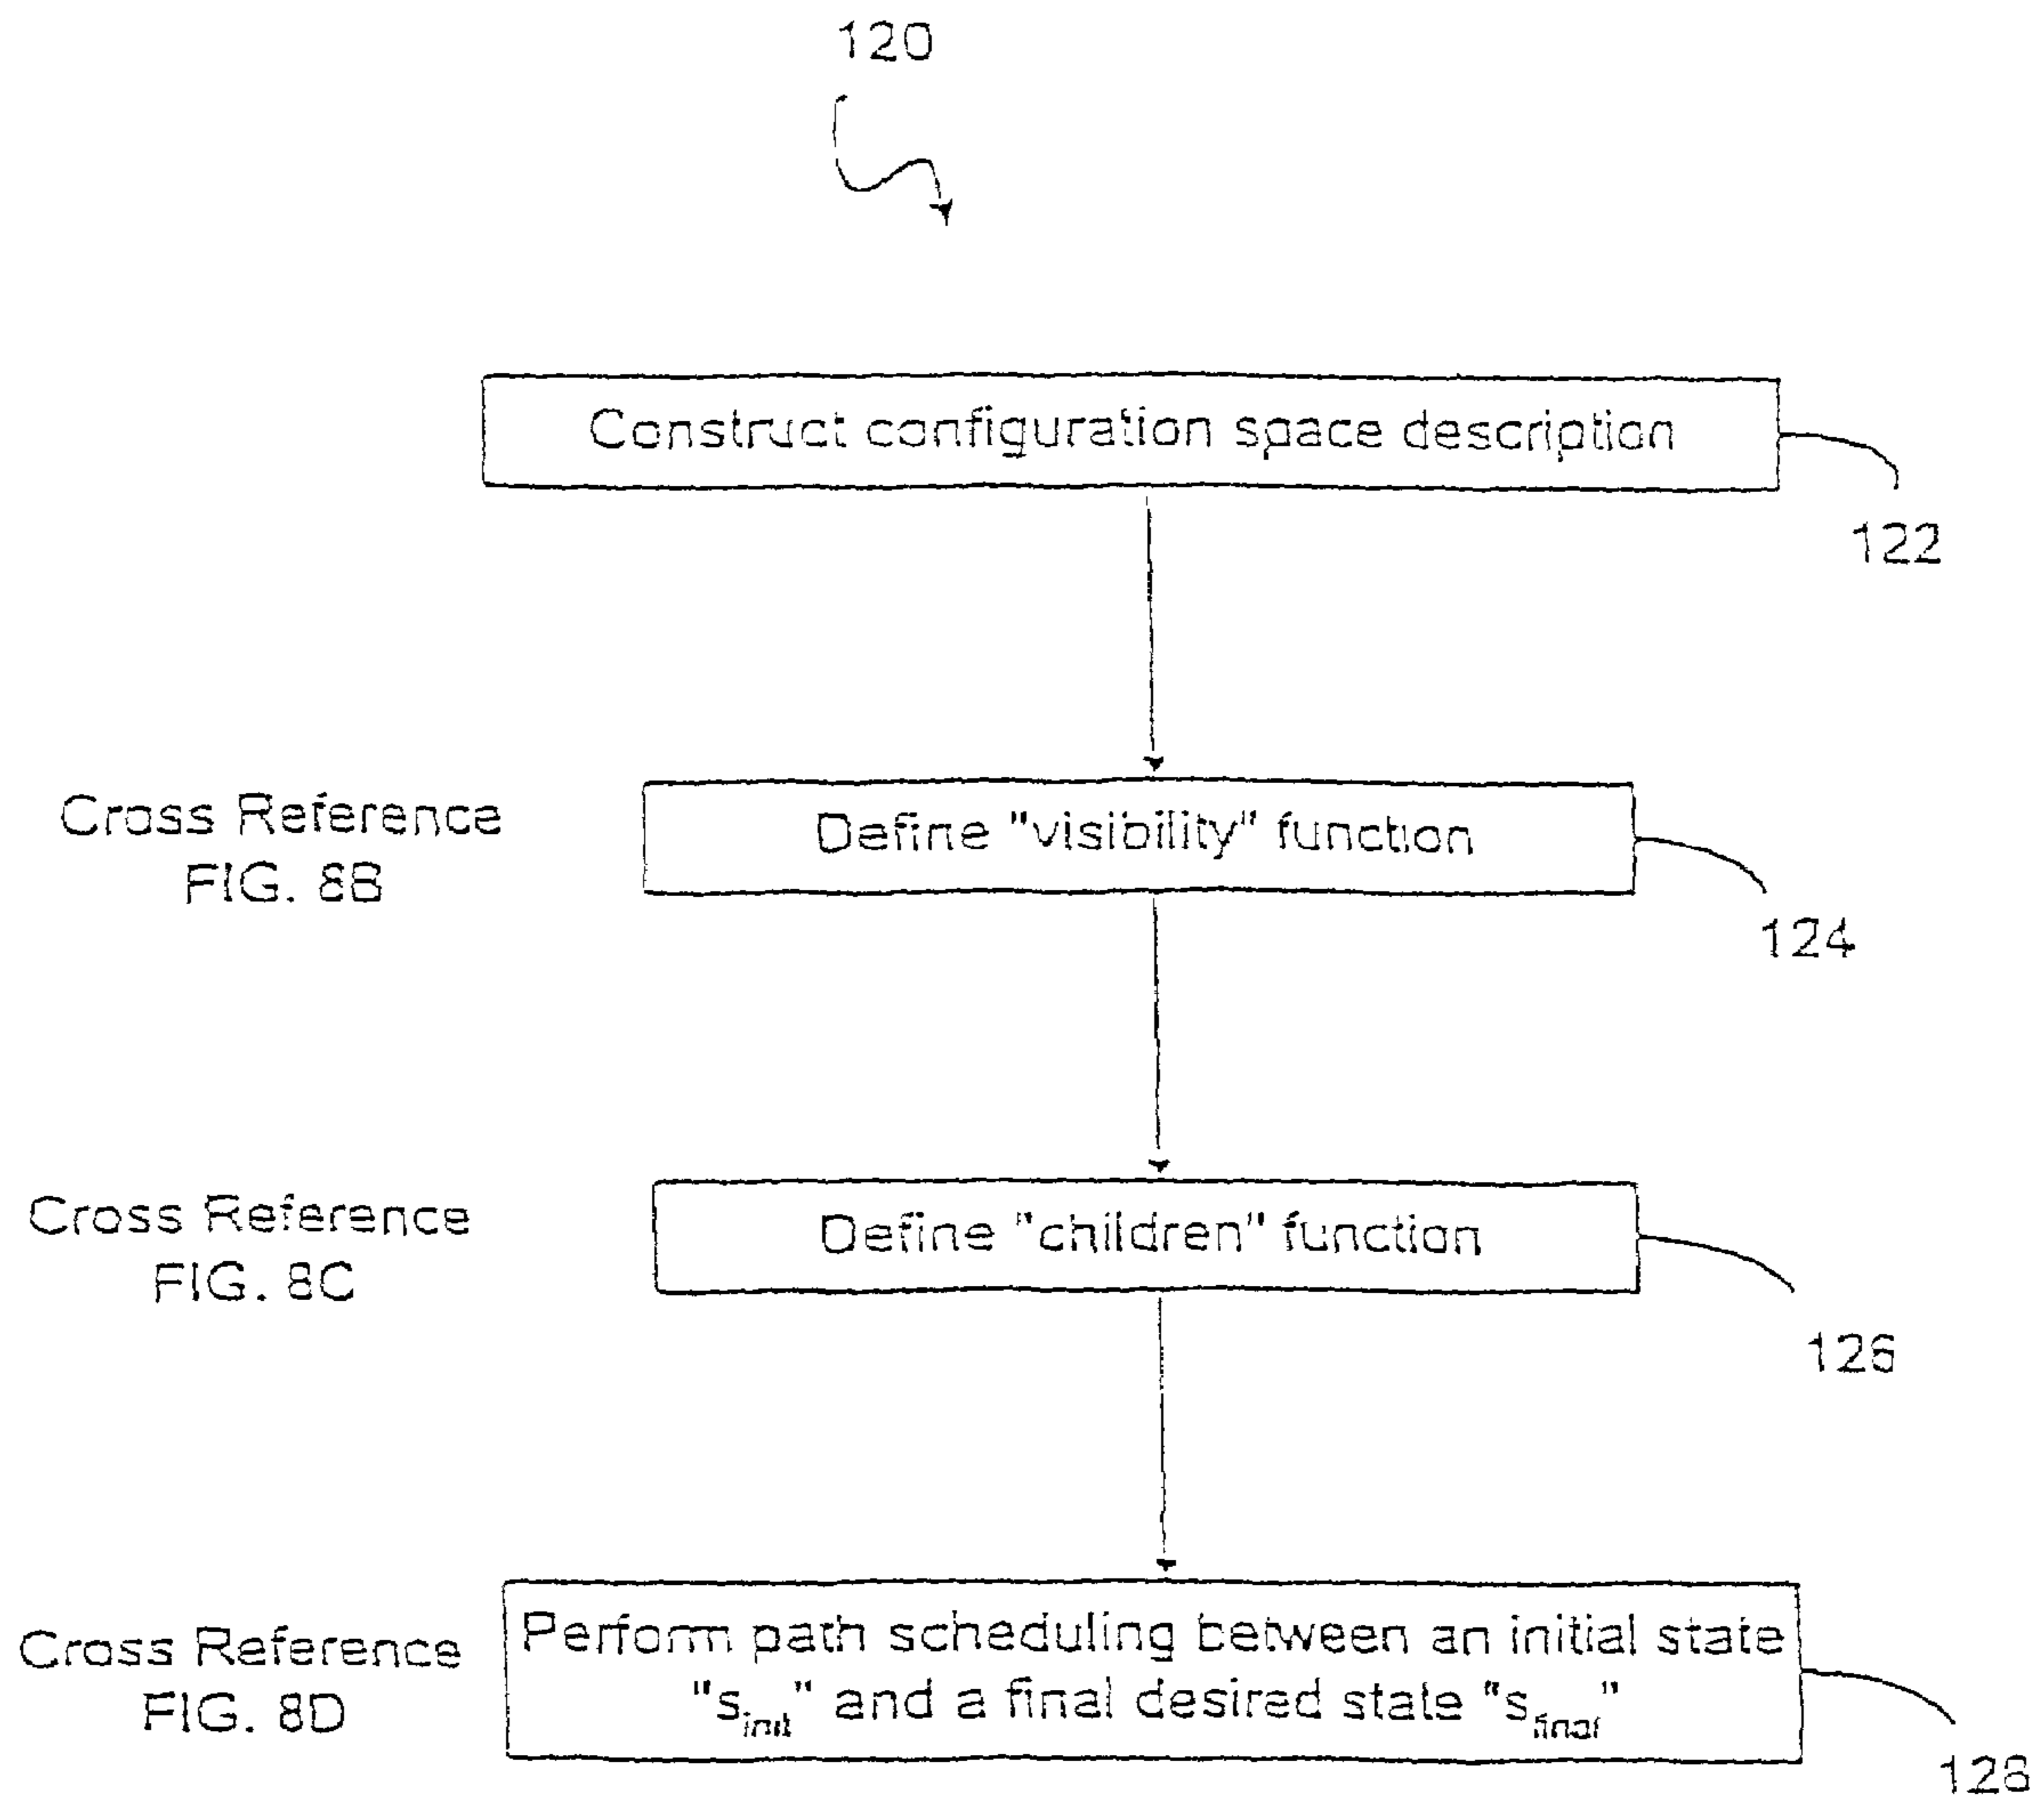 120
Construct configuration space description
122
Cross Reference
FIG. 8B
Define "visibility" function
124
Cross Reference
FIG. 8C
Define "children" function
126
Cross Reference
FIG. 8D
Perform path scheduling between an initial state
"s_init" and a final desired state "s_final"
128